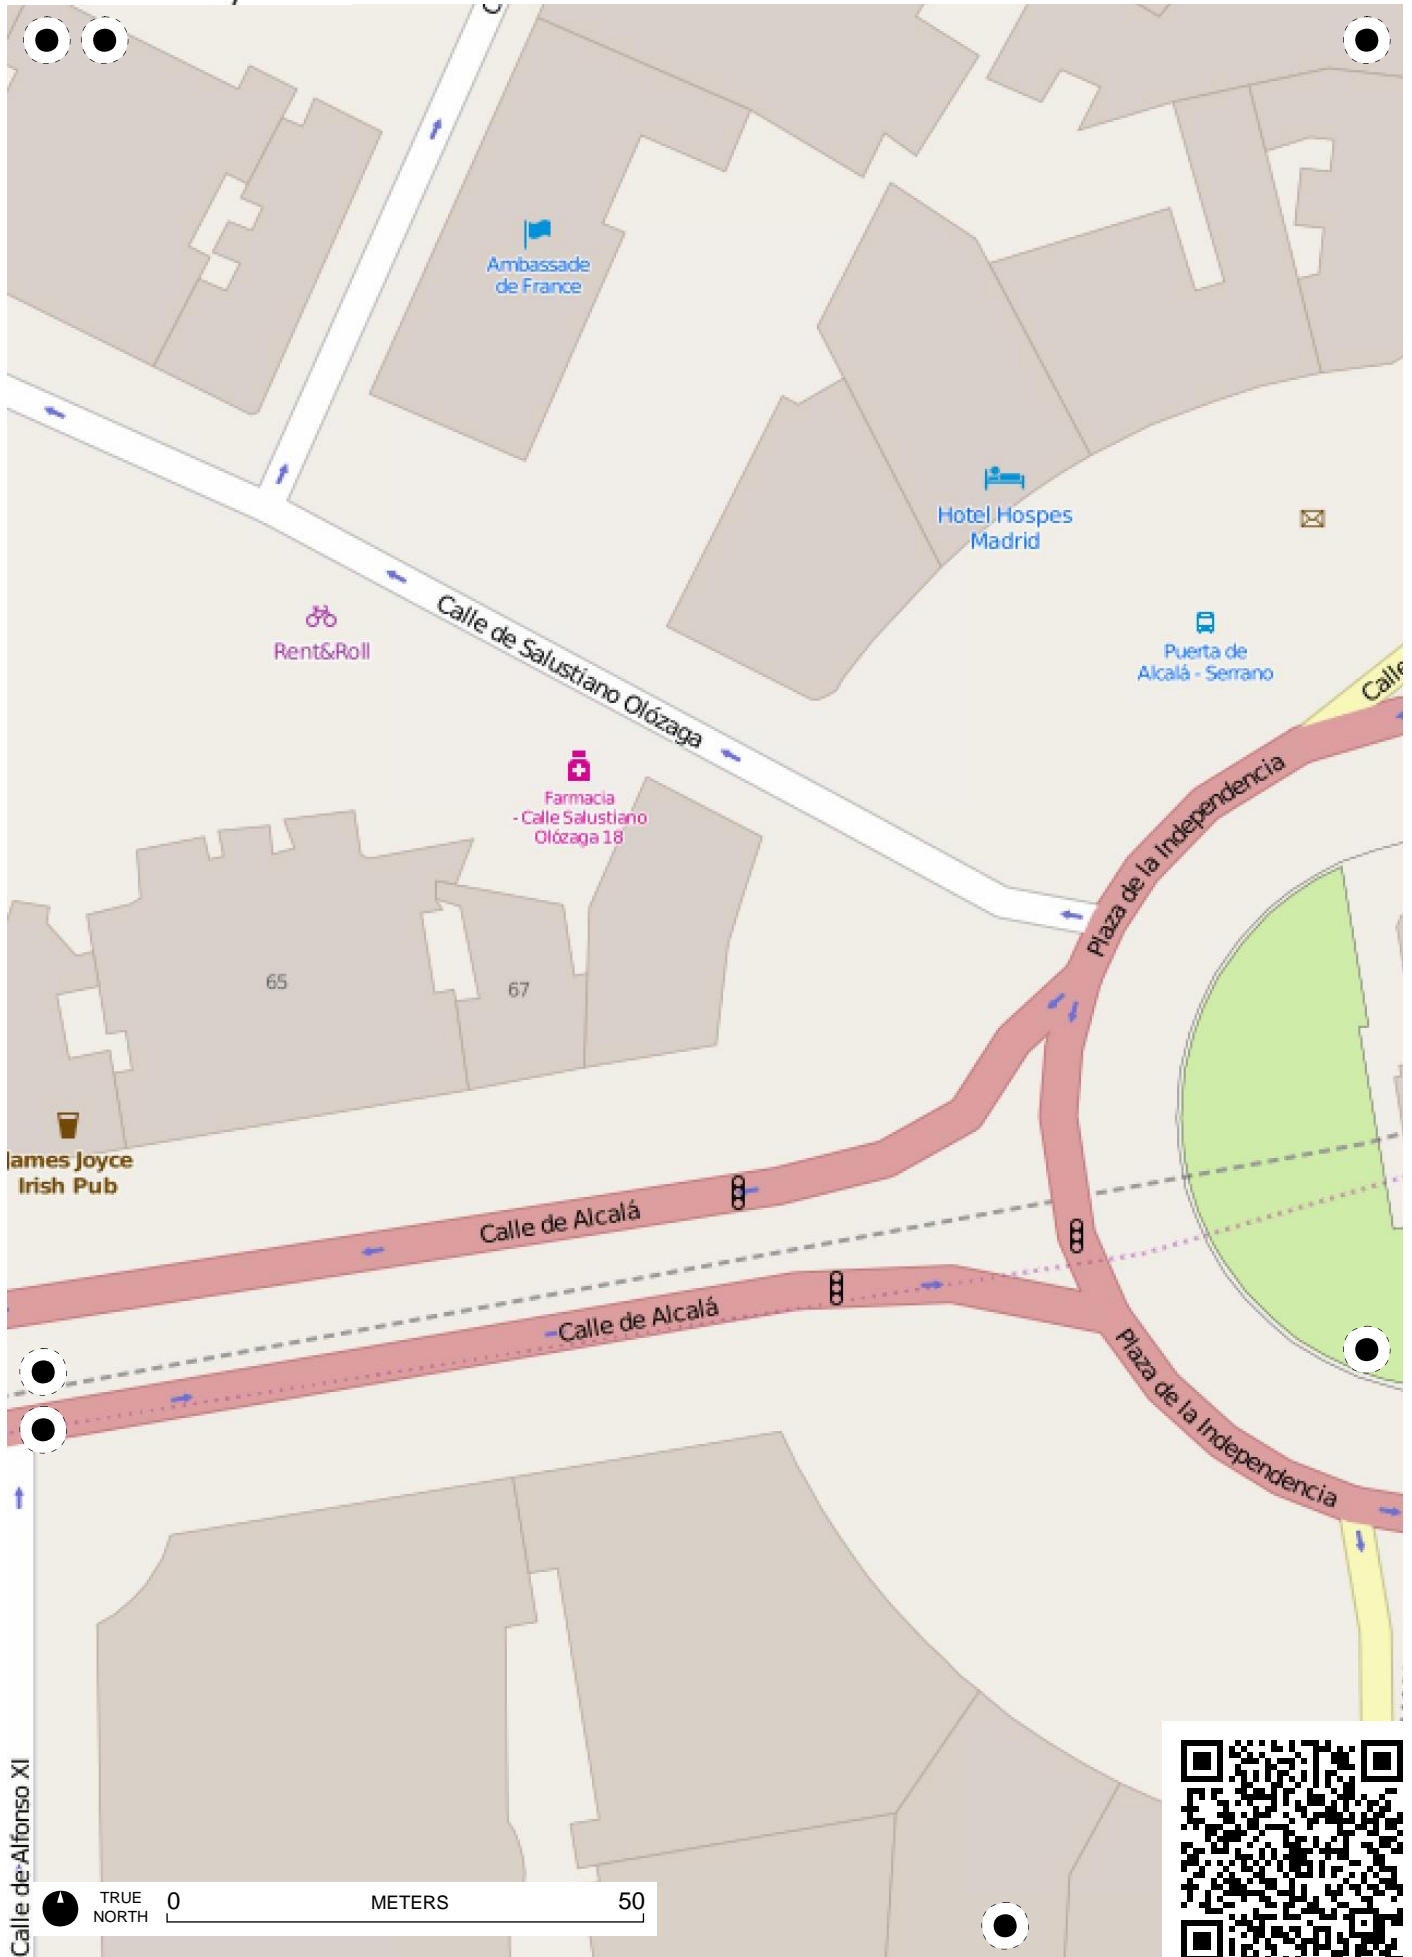 Ambassade
de France
Hotel Hospes
Madrid
Rent&Roll
Calle de Salustiano Olózaga
Puerta de
Alcalá - Serrano
Calle
Farmacia
- Calle Salustiano
Olózaga 18
Plaza de la Independencia
65
67
James Joyce
Irish Pub
Calle de Alcalá
Calle de Alcalá
Plaza de la Independencia
Calle de Alfonso XI
TRUE
NORTH
0
METERS
50